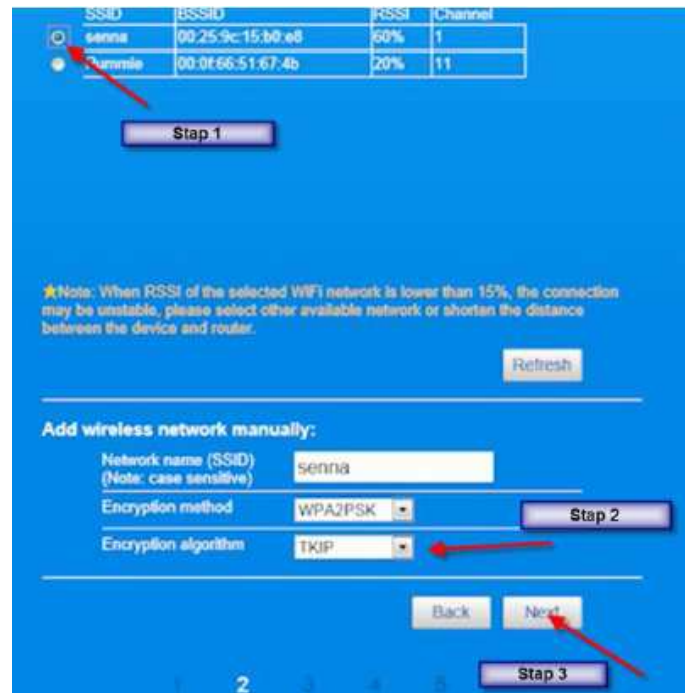 SSID BSSID RSSI Channel
senna 00:25:9c:15:b0:e8 60% 1
Rummie 00:0f:66:51:67:4b 20% 11
Stap 1
★Note: When RSSI of the selected WIFI network is lower than 15%, the connection
may be unstable, please select other available network or shorten the distance
between the device and router.
Refresh
Add wireless network manually:
Network name (SSID)
(Note: case sensitive)
senna
Encryption method WPA2PSK
Stap 2
Encryption algorithm TKIP
Back Next
1 2 3 4 5
Stap 3